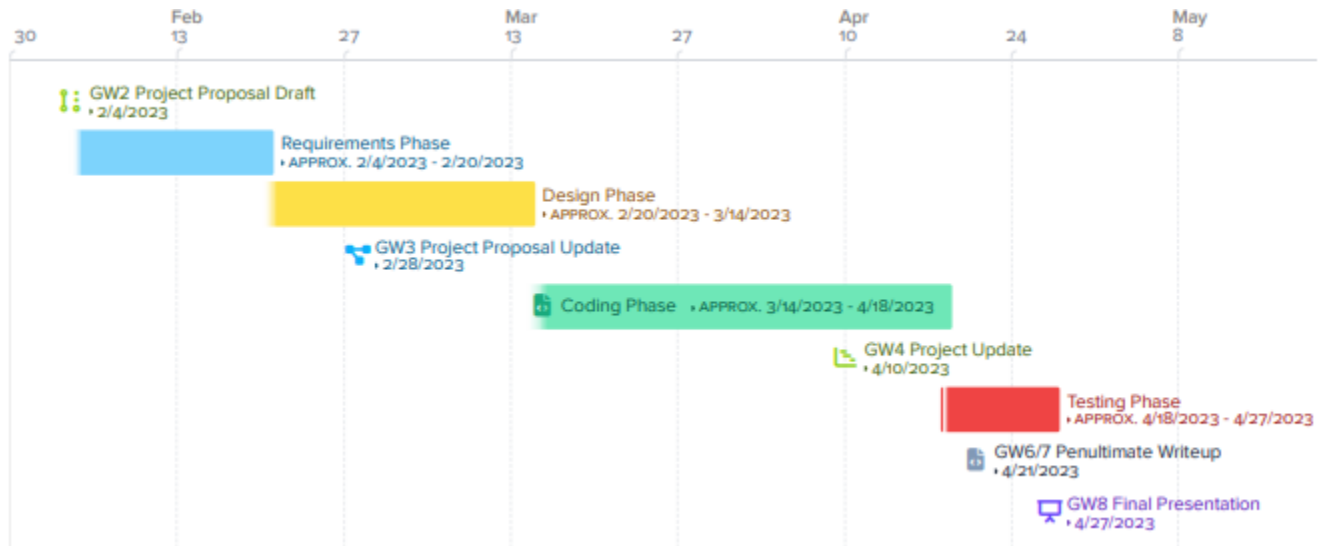 Feb Mar Apr May
30 13 27 13 27 10 24 8
GW2 Project Proposal Draft
2/4/2023
Requirements Phase
APPROX. 2/4/2023 - 2/20/2023
Design Phase
APPROX. 2/20/2023 - 3/14/2023
GW3 Project Proposal Update
2/28/2023
Coding Phase APPROX. 3/14/2023 - 4/18/2023
GW4 Project Update
4/10/2023
Testing Phase
APPROX. 4/18/2023 - 4/27/2023
GW6/7 Penultimate Writeup
4/21/2023
GW8 Final Presentation
4/27/2023